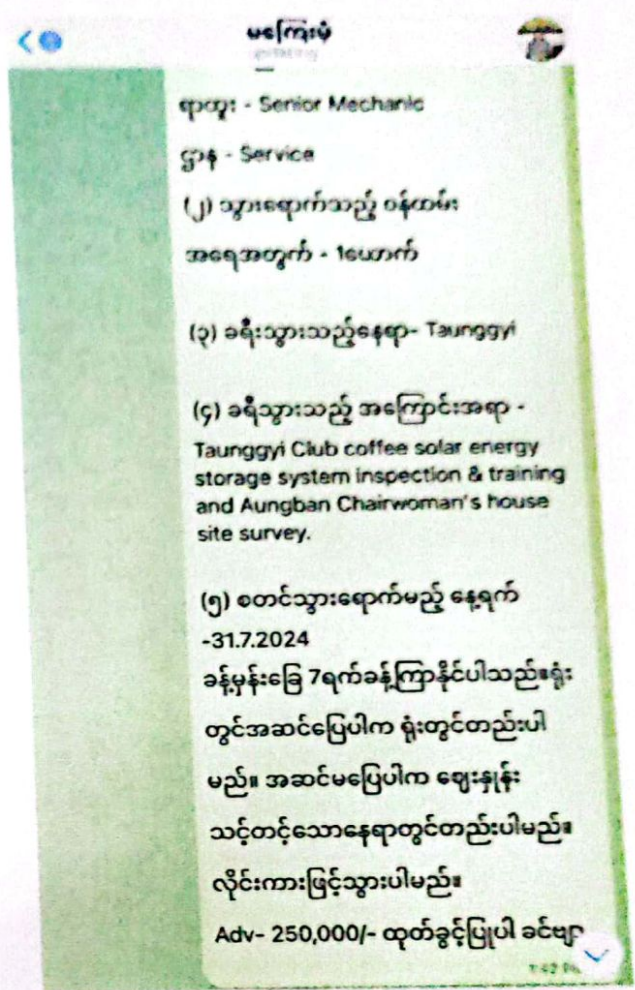 မကြေးမုံ
ရာထူး - Senior Mechanic
ဌာန - Service
(၂) သွားရောက်သည့် ဝန်ထမ်း
အရေအတွက် - 1ယောက်
(၃) ခရီးသွားသည့်နေရာ- Taunggyi
(၄) ခရီသွားသည့် အကြောင်းအရာ -
Taunggyi Club coffee solar energy
storage system inspection & training
and Aungban Chairwoman's house
site survey.
(၅) စတင်သွားရောက်မည့် နေ့ရက်
-31.7.2024
ခန့်မှန်းခြေ 7ရက်ခန့်ကြာနိုင်ပါသည်။ရုံး
တွင်အဆင်ပြေပါက ရုံးတွင်တည်းပါ
မည်။ အဆင်မပြေပါက ဈေးနှုန်း
သင့်တင့်သောနေရာတွင်တည်းပါမည်။
လိုင်းကားဖြင့်သွားပါမည်။
Adv- 250,000/- ထုတ်ခွင့်ပြုပါ ခင်ဗျာ